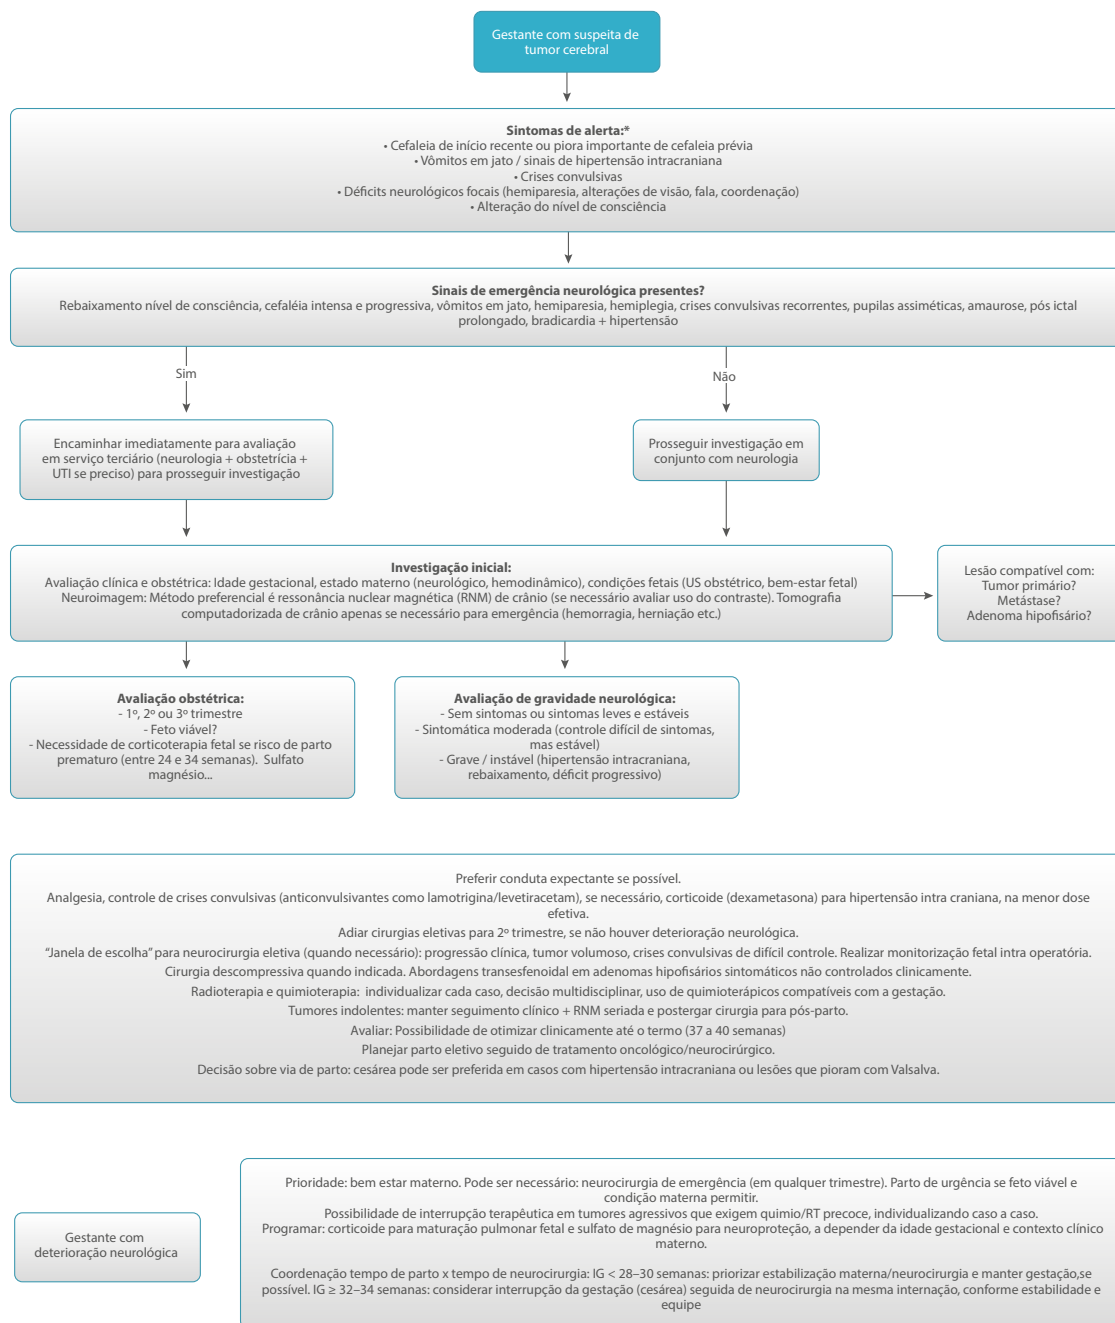 Gestante com suspeita de
tumor cerebral
Sintomas de alerta:*
• Cefaleia de início recente ou piora importante de cefaleia prévia
• Vômitos em jato / sinais de hipertensão intracraniana
• Crises convulsivas
• Déficits neurológicos focais (hemiparesia, alterações de visão, fala, coordenação)
• Alteração do nível de consciência
Sinais de emergência neurológica presentes?
Rebaixamento nível de consciência, cefaléia intensa e progressiva, vômitos em jato, hemiparesia, hemiplegia, crises convulsivas recorrentes, pupilas assiméticas, amaurose, pós ictal
prolongado, bradicardia + hipertensão
Sim
Não
Encaminhar imediatamente para avaliação
em serviço terciário (neurologia + obstetrícia +
UTI se preciso) para prosseguir investigação
Prosseguir investigação em
conjunto com neurologia
Investigação inicial:
Avaliação clínica e obstétrica: Idade gestacional, estado materno (neurológico, hemodinâmico), condições fetais (US obstétrico, bem-estar fetal)
Neuroimagem: Método preferencial é ressonância nuclear magnética (RNM) de crânio (se necessário avaliar uso do contraste). Tomografia
computadorizada de crânio apenas se necessário para emergência (hemorragia, herniação etc.)
Lesão compatível com:
Tumor primário?
Metástase?
Adenoma hipofisário?
Avaliação obstétrica:
- 1º, 2º ou 3º trimestre
- Feto viável?
- Necessidade de corticoterapia fetal se risco de parto
prematuro (entre 24 e 34 semanas). Sulfato
magnésio...
Avaliação de gravidade neurológica:
- Sem sintomas ou sintomas leves e estáveis
- Sintomática moderada (controle difícil de sintomas,
mas estável)
- Grave / instável (hipertensão intracraniana,
rebaixamento, déficit progressivo)
Preferir conduta expectante se possível.
Analgesia, controle de crises convulsivas (anticonvulsivantes como lamotrigina/levetiracetam), se necessário, corticoide (dexametasona) para hipertensão intra craniana, na menor dose
efetiva.
Adiar cirurgias eletivas para 2º trimestre, se não houver deterioração neurológica.
“Janela de escolha” para neurocirurgia eletiva (quando necessário): progressão clínica, tumor volumoso, crises convulsivas de difícil controle. Realizar monitorização fetal intra operatória.
Cirurgia descompressiva quando indicada. Abordagens transesfenoidal em adenomas hipofisários sintomáticos não controlados clinicamente.
Radioterapia e quimioterapia: individualizar cada caso, decisão multidisciplinar, uso de quimioterápicos compatíveis com a gestação.
Tumores indolentes: manter seguimento clínico + RNM seriada e postergar cirurgia para pós-parto.
Avaliar: Possibilidade de otimizar clinicamente até o termo (37 a 40 semanas)
Planejar parto eletivo seguido de tratamento oncológico/neurocirúrgico.
Decisão sobre via de parto: cesárea pode ser preferida em casos com hipertensão intracraniana ou lesões que pioram com Valsalva.
Gestante com
deterioração neurológica
Prioridade: bem estar materno. Pode ser necessário: neurocirurgia de emergência (em qualquer trimestre). Parto de urgência se feto viável e
condição materna permitir.
Possibilidade de interrupção terapêutica em tumores agressivos que exigem quimio/RT precoce, individualizando caso a caso.
Programar: corticoide para maturação pulmonar fetal e sulfato de magnésio para neuroproteção, a depender da idade gestacional e contexto clínico
materno.
Coordenação tempo de parto x tempo de neurocirurgia: IG < 28–30 semanas: priorizar estabilização materna/neurocirurgia e manter gestação,se
possível. IG ≥ 32–34 semanas: considerar interrupção da gestação (cesárea) seguida de neurocirurgia na mesma internação, conforme estabilidade e
equipe